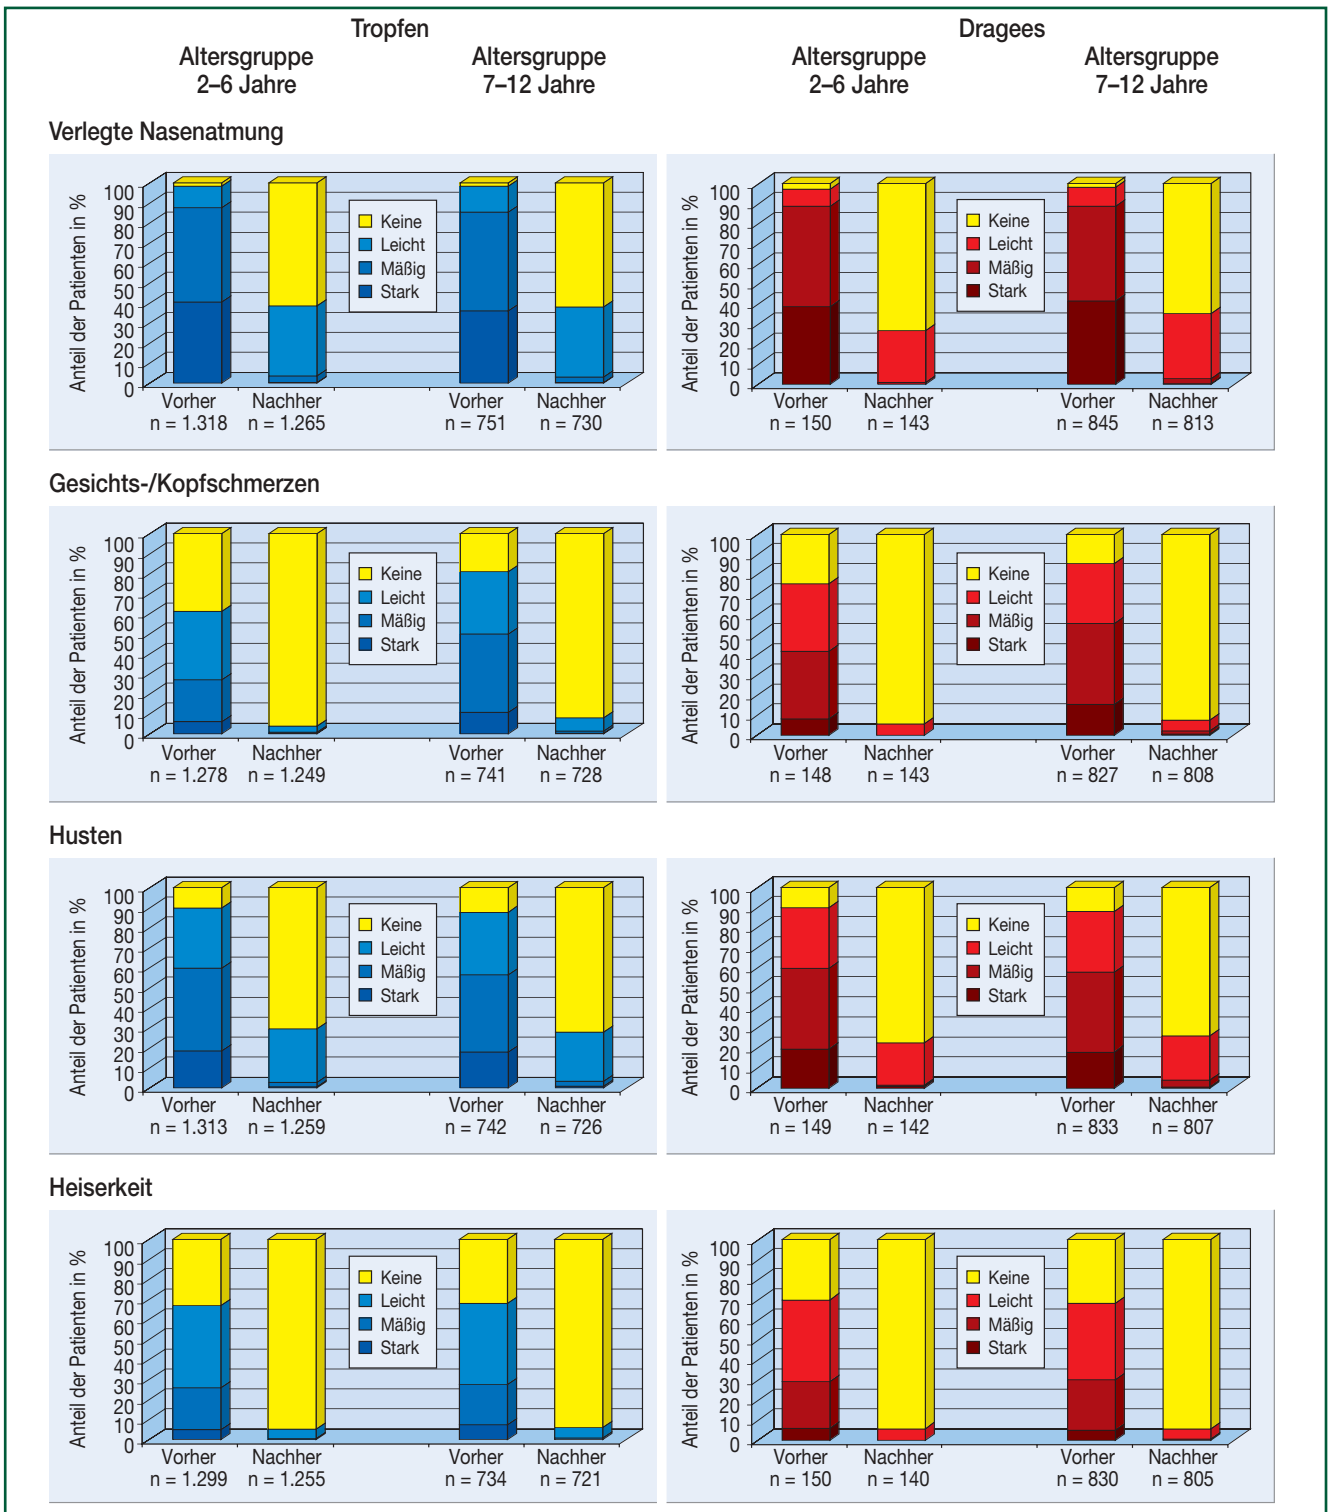 Tropfen
Dragees
Altersgruppe
2–6 Jahre
Altersgruppe
7–12 Jahre
Altersgruppe
2–6 Jahre
Altersgruppe
7–12 Jahre
Verlegte Nasenatmung
Anteil der Patienten in %
100
90
80
70
60
50
40
30
20
10
0
Keine
Leicht
Mäßig
Stark
Vorher
n = 1.318
Nachher
n = 1.265
Vorher
n = 751
Nachher
n = 730
Anteil der Patienten in %
100
90
80
70
60
50
40
30
20
10
0
Keine
Leicht
Mäßig
Stark
Vorher
n = 150
Nachher
n = 143
Vorher
n = 845
Nachher
n = 813
Gesichts-/Kopfschmerzen
Anteil der Patienten in %
100
90
80
70
60
50
40
30
20
10
0
Keine
Leicht
Mäßig
Stark
Vorher
n = 1.278
Nachher
n = 1.249
Vorher
n = 741
Nachher
n = 728
Anteil der Patienten in %
100
90
80
70
60
50
40
30
20
10
0
Keine
Leicht
Mäßig
Stark
Vorher
n = 148
Nachher
n = 143
Vorher
n = 827
Nachher
n = 808
Husten
Anteil der Patienten in %
100
90
80
70
60
50
40
30
20
10
0
Keine
Leicht
Mäßig
Stark
Vorher
n = 1.313
Nachher
n = 1.259
Vorher
n = 742
Nachher
n = 726
Anteil der Patienten in %
100
90
80
70
60
50
40
30
20
10
0
Keine
Leicht
Mäßig
Stark
Vorher
n = 149
Nachher
n = 142
Vorher
n = 833
Nachher
n = 807
Heiserkeit
Anteil der Patienten in %
100
90
80
70
60
50
40
30
20
10
0
Keine
Leicht
Mäßig
Stark
Vorher
n = 1.299
Nachher
n = 1.255
Vorher
n = 734
Nachher
n = 721
Anteil der Patienten in %
100
90
80
70
60
50
40
30
20
10
0
Keine
Leicht
Mäßig
Stark
Vorher
n = 150
Nachher
n = 140
Vorher
n = 830
Nachher
n = 805